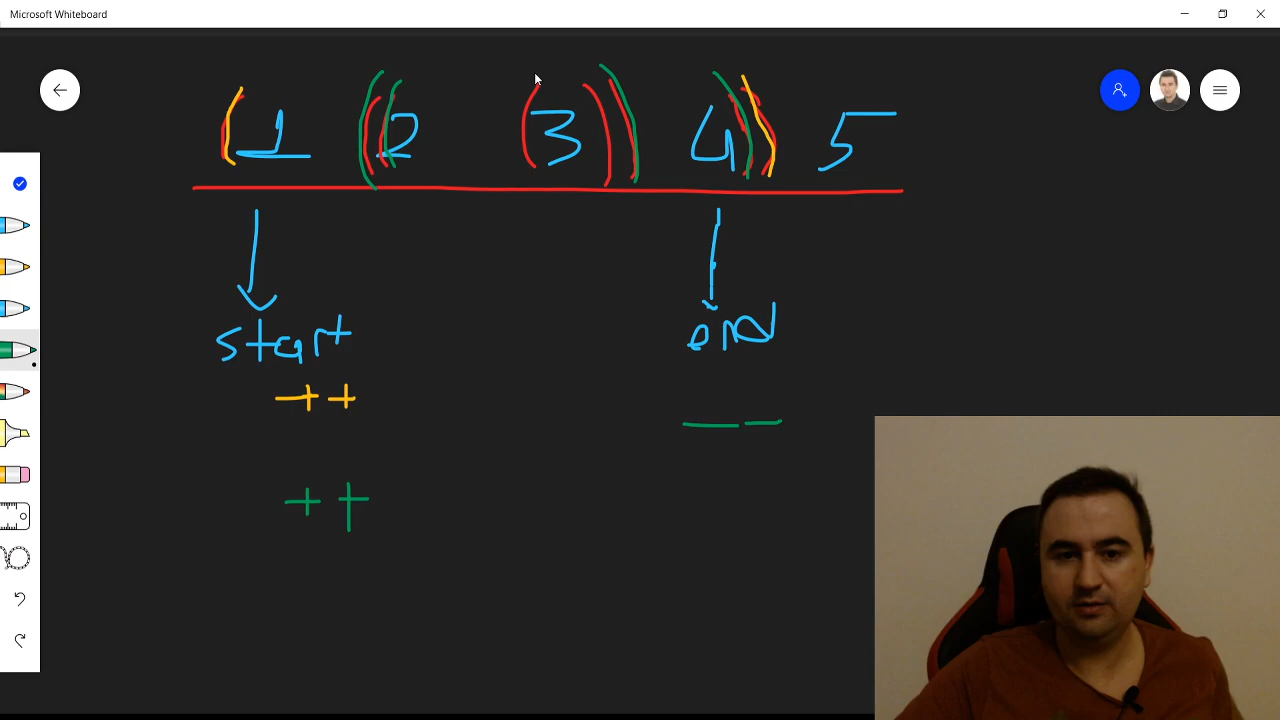 Microsoft Whiteboard
(1 ((2 (3)) 4)) 5
start end
++
--
++